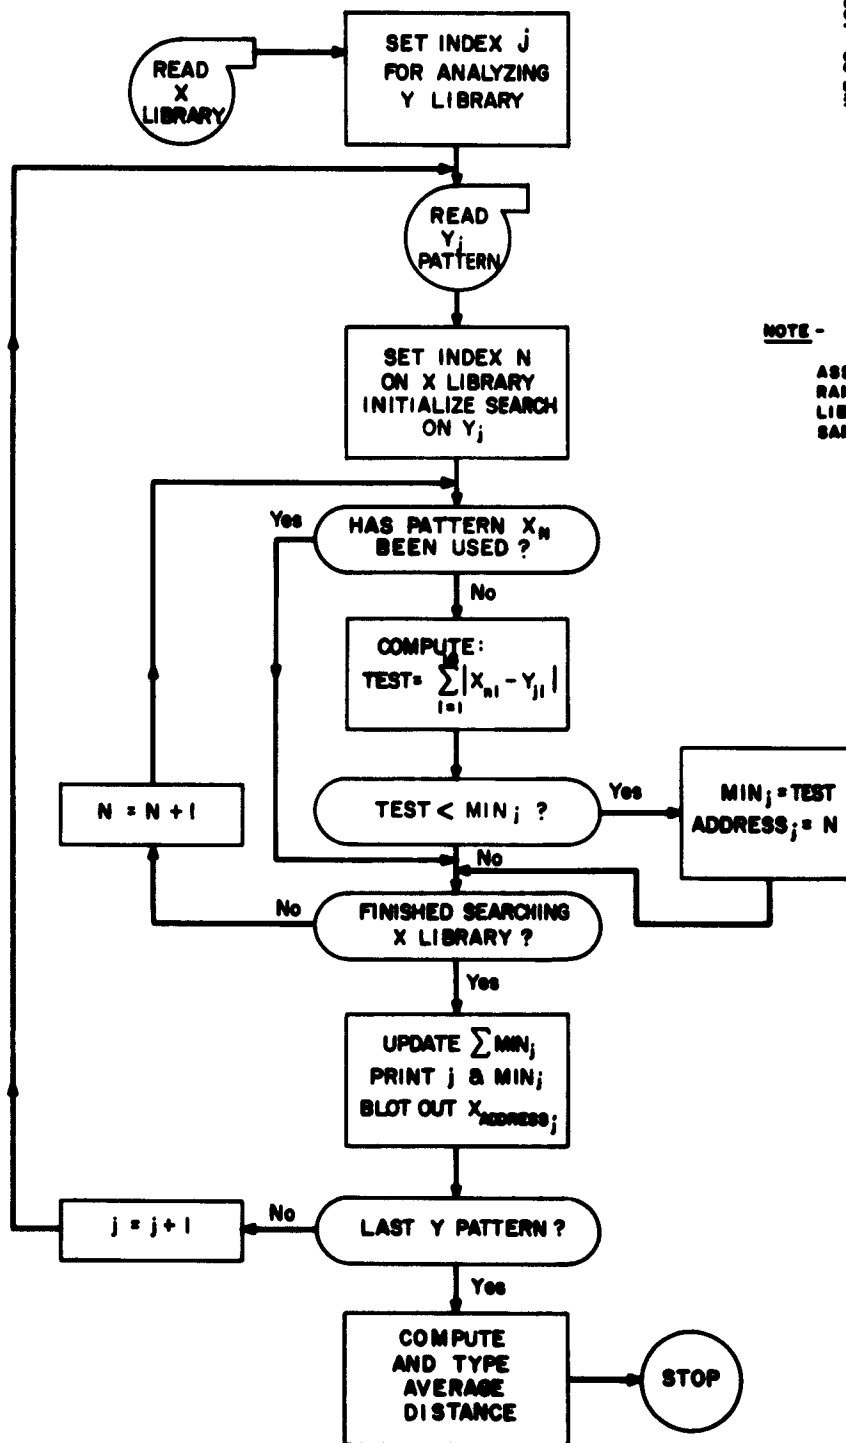 READ
X
LIBRARY
SET INDEX j
FOR ANALYZING
Y LIBRARY
READ
Yj
PATTERN
SET INDEX N
ON X LIBRARY
INITIALIZE SEARCH
ON Yj
NOTE -
HAS PATTERN XN
BEEN USED ?
Yes
No
COMPUTE:
TEST= ∑ |Xni - Yji|
i=1
TEST < MINj ?
Yes
No
MINj = TEST
ADDRESSj = N
N = N + 1
FINISHED SEARCHING
X LIBRARY ?
No
Yes
UPDATE ∑ MINj
PRINT j & MINj
BLOT OUT XADDRESSj
LAST Y PATTERN ?
No
j = j + 1
Yes
COMPUTE
AND TYPE
AVERAGE
DISTANCE
STOP